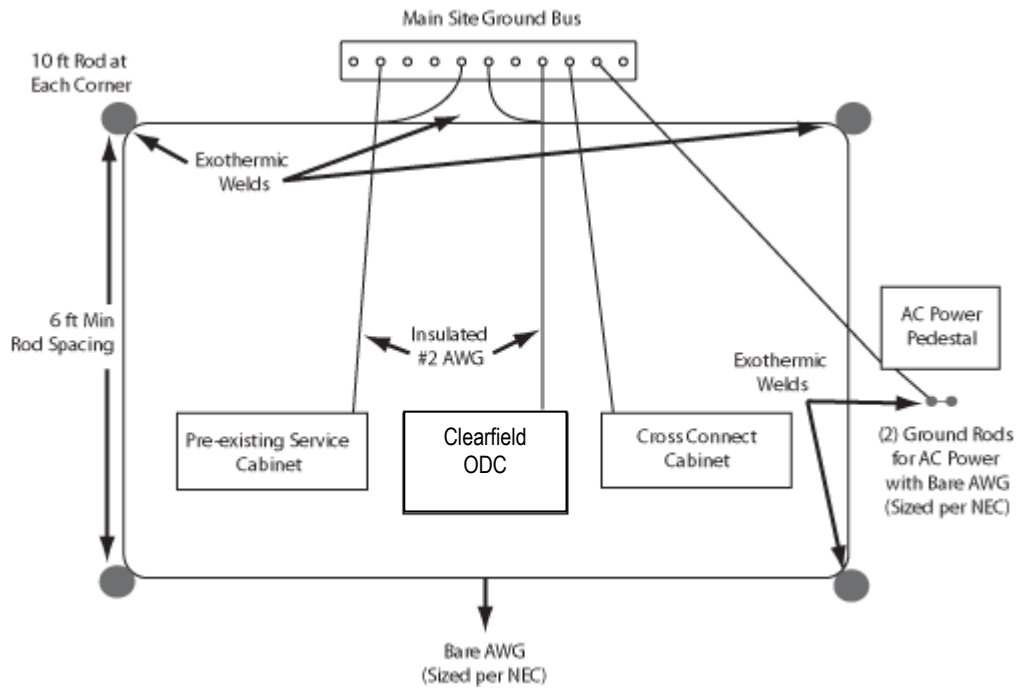 Main Site Ground Bus
10 ft Rod at
Each Corner
Exothermic
Welds
6 ft Min
Rod Spacing
Insulated
#2 AWG
AC Power
Pedestal
Exothermic
Welds
Pre-existing Service
Cabinet
Clearfield
ODC
Cross Connect
Cabinet
(2) Ground Rods
for AC Power
with Bare AWG
(Sized per NEC)
Bare AWG
(Sized per NEC)